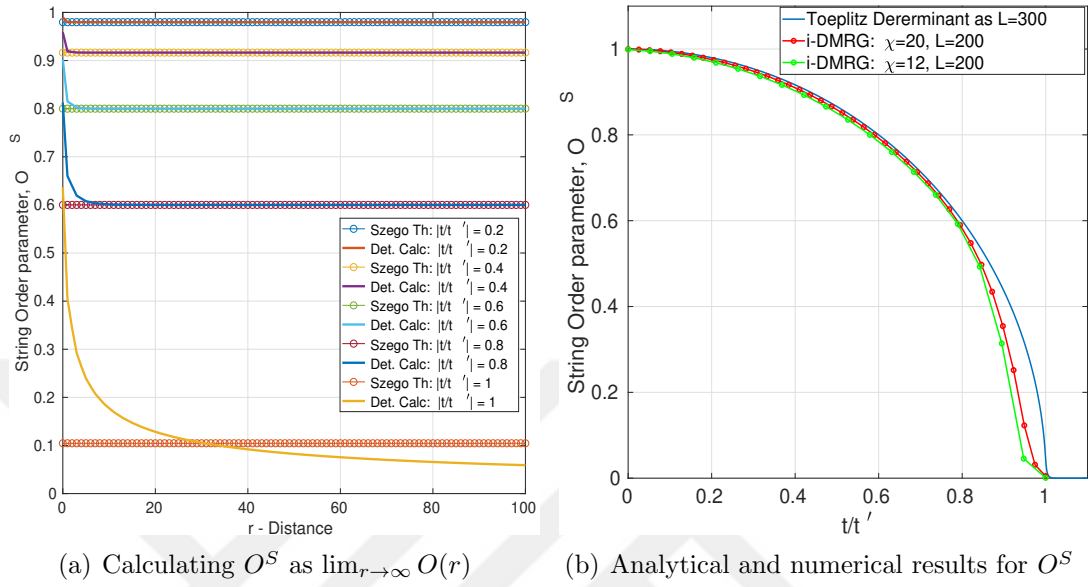 1
0.9
0.8
0.7
0.6
0.5
0.4
0.3
0.2
0.1
0
String Order parameter, O S
0
20
40
60
80
100
r - Distance
Szego Th: |t/t ′| = 0.2
Det. Calc: |t/t ′| = 0.2
Szego Th: |t/t ′| = 0.4
Det. Calc: |t/t ′| = 0.4
Szego Th: |t/t ′| = 0.6
Det. Calc: |t/t ′| = 0.6
Szego Th: |t/t ′| = 0.8
Det. Calc: |t/t ′| = 0.8
Szego Th: |t/t ′| = 1
Det. Calc: |t/t ′| = 1
(a) Calculating O^S as lim_{r→∞} O(r)
Toeplitz Dererminant as L=300
i-DMRG: χ=20, L=200
i-DMRG: χ=12, L=200
1
0.8
0.6
0.4
0.2
0
String Order parameter, O S
0
0.2
0.4
0.6
0.8
1
t/t ′
(b) Analytical and numerical results for O^S